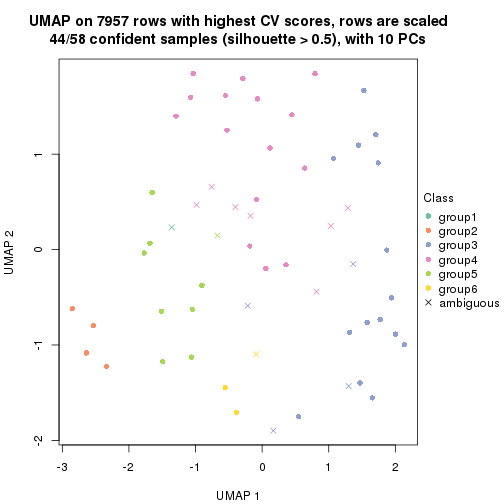 UMAP on 7957 rows with highest CV scores, rows are scaled
44/58 confident samples (silhouette > 0.5), with 10 PCs
UMAP 2
1
0
-1
-2
-3
-2
-1
0
1
2
UMAP 1
Class
group1
group2
group3
group4
group5
group6
ambiguous